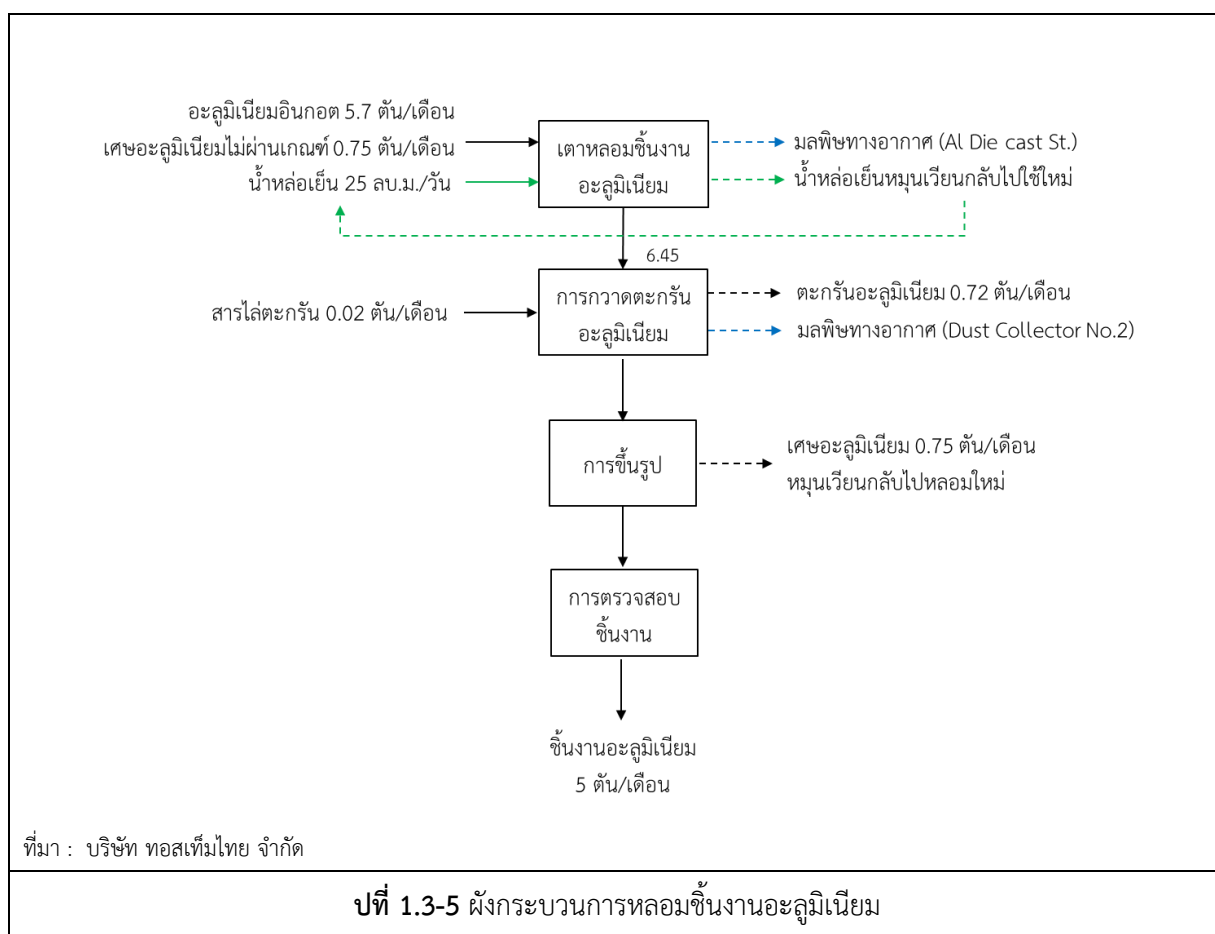 อะลูมิเนียมอินกอต 5.7 ตัน/เดือน
เศษอะลูมิเนียมไม่ผ่านเกณฑ์ 0.75 ตัน/เดือน
น้ำหล่อเย็น 25 ลบ.ม./วัน
เตาหลอมชิ้นงาน
อะลูมิเนียม
มลพิษทางอากาศ (Al Die cast St.)
น้ำหล่อเย็นหมุนเวียนกลับไปใช้ใหม่
6.45
สารไล่ตะกรัน 0.02 ตัน/เดือน
การกวาดตะกรัน
อะลูมิเนียม
ตะกรันอะลูมิเนียม 0.72 ตัน/เดือน
มลพิษทางอากาศ (Dust Collector No.2)
การขึ้นรูป
เศษอะลูมิเนียม 0.75 ตัน/เดือน
หมุนเวียนกลับไปหลอมใหม่
การตรวจสอบ
ชิ้นงาน
ชิ้นงานอะลูมิเนียม
5 ตัน/เดือน
ที่มา : บริษัท ทอสเท็มไทย จำกัด
ปที่ 1.3-5 ผังกระบวนการหลอมชิ้นงานอะลูมิเนียม